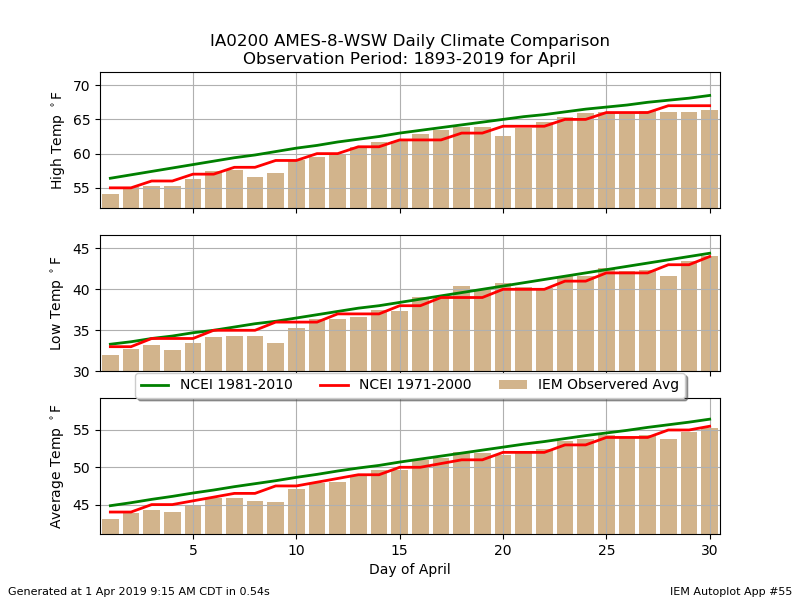 IA0200 AMES-8-WSW Daily Climate Comparison
Observation Period: 1893-2019 for April
High Temp °F
70
65
60
55
Low Temp °F
45
40
35
30
NCEI 1981-2010 NCEI 1971-2000 IEM Observered Avg
Average Temp °F
55
50
45
5 10 15 20 25 30
Day of April
Generated at 1 Apr 2019 9:15 AM CDT in 0.54s IEM Autoplot App #55